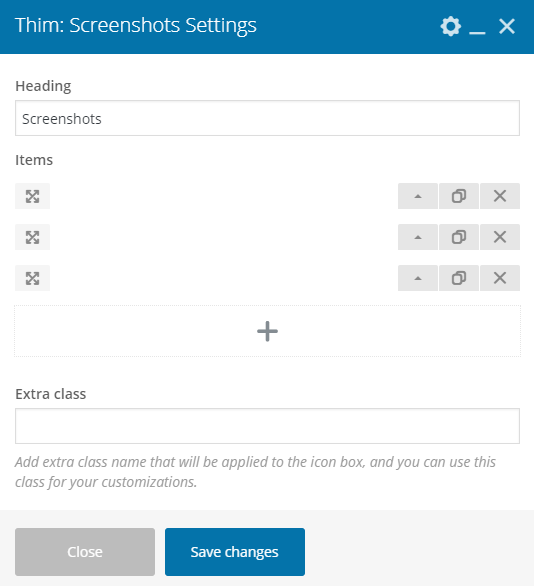 Thim: Screenshots Settings
Heading
Screenshots
Items
Extra class
Add extra class name that will be applied to the icon box, and you can use this
class for your customizations.
Close
Save changes